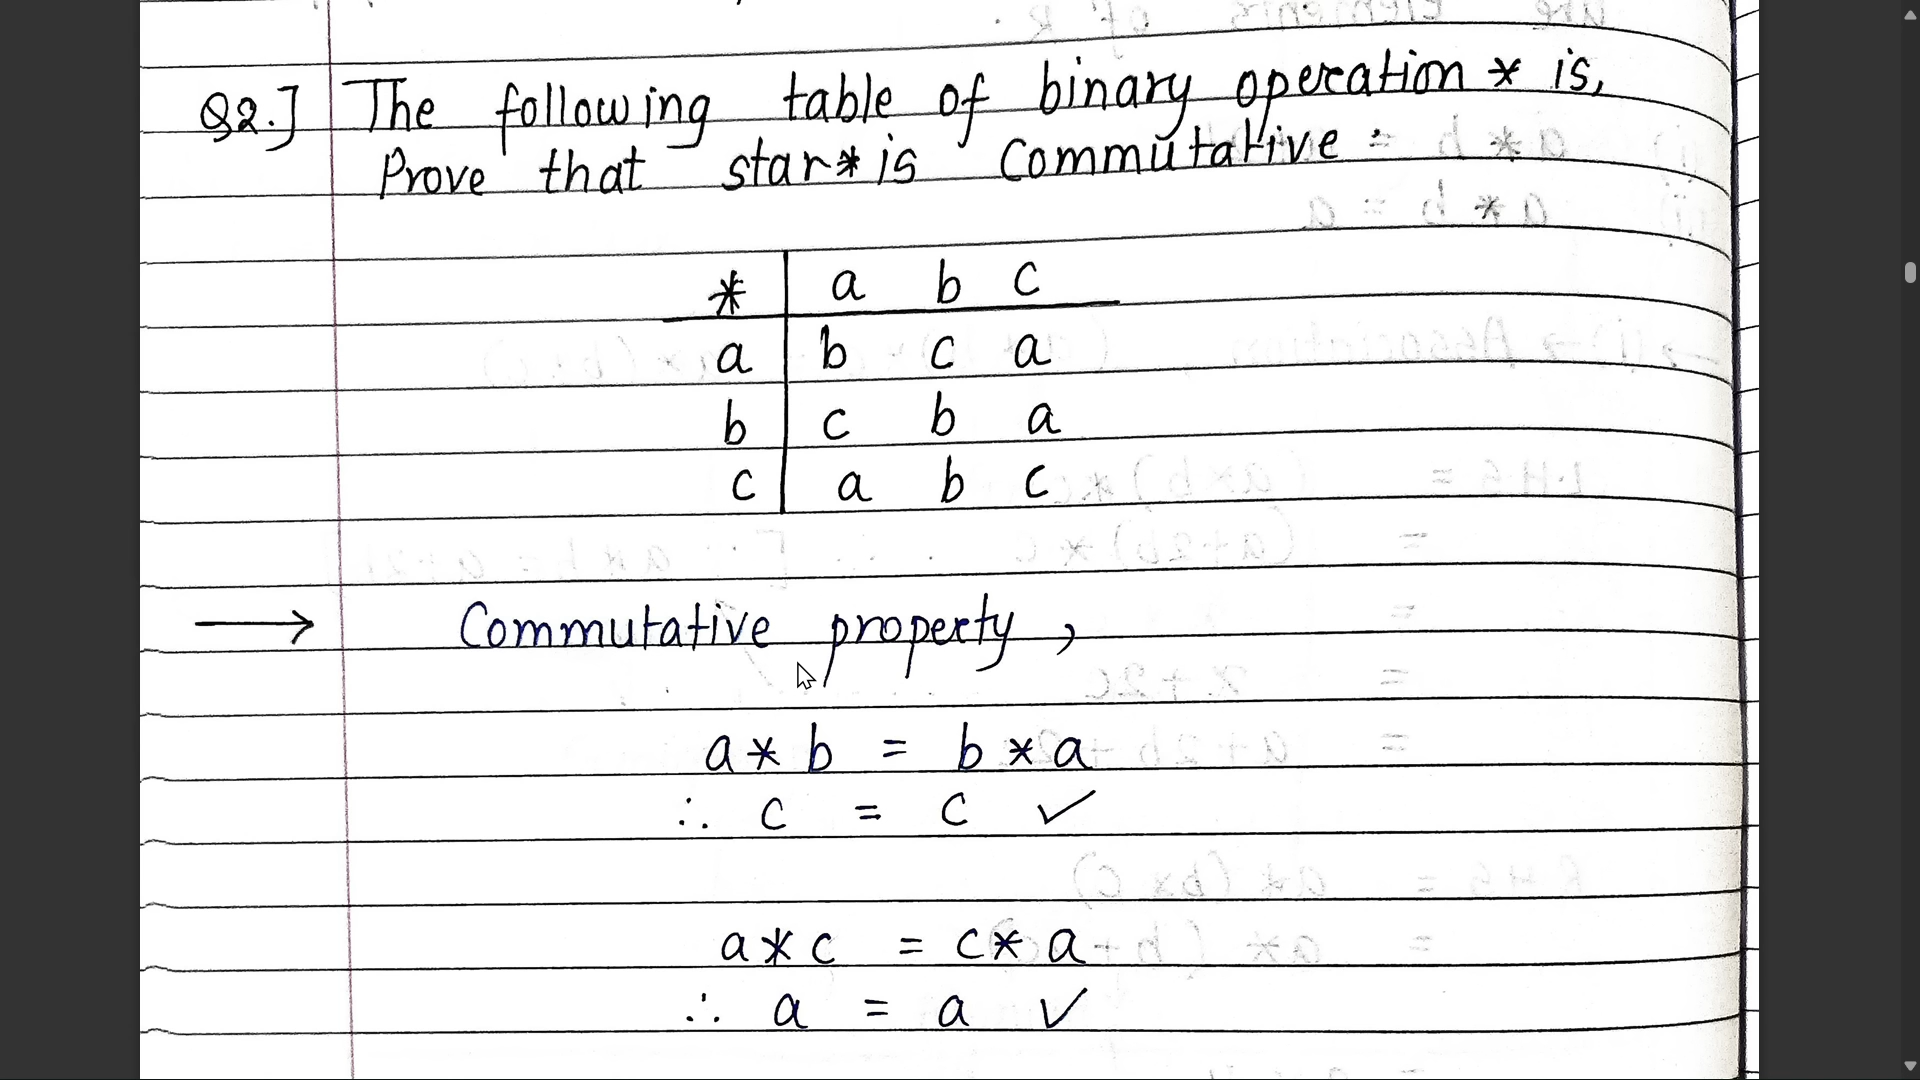 Q2.] The following table of binary operation * is,
Prove that star * is Commutative :
* a b c
a b c a
b c b a
c a b c
→ Commutative property,
a * b = b * a
∴ c = c ✓
a * c = c * a
∴ a = a ✓